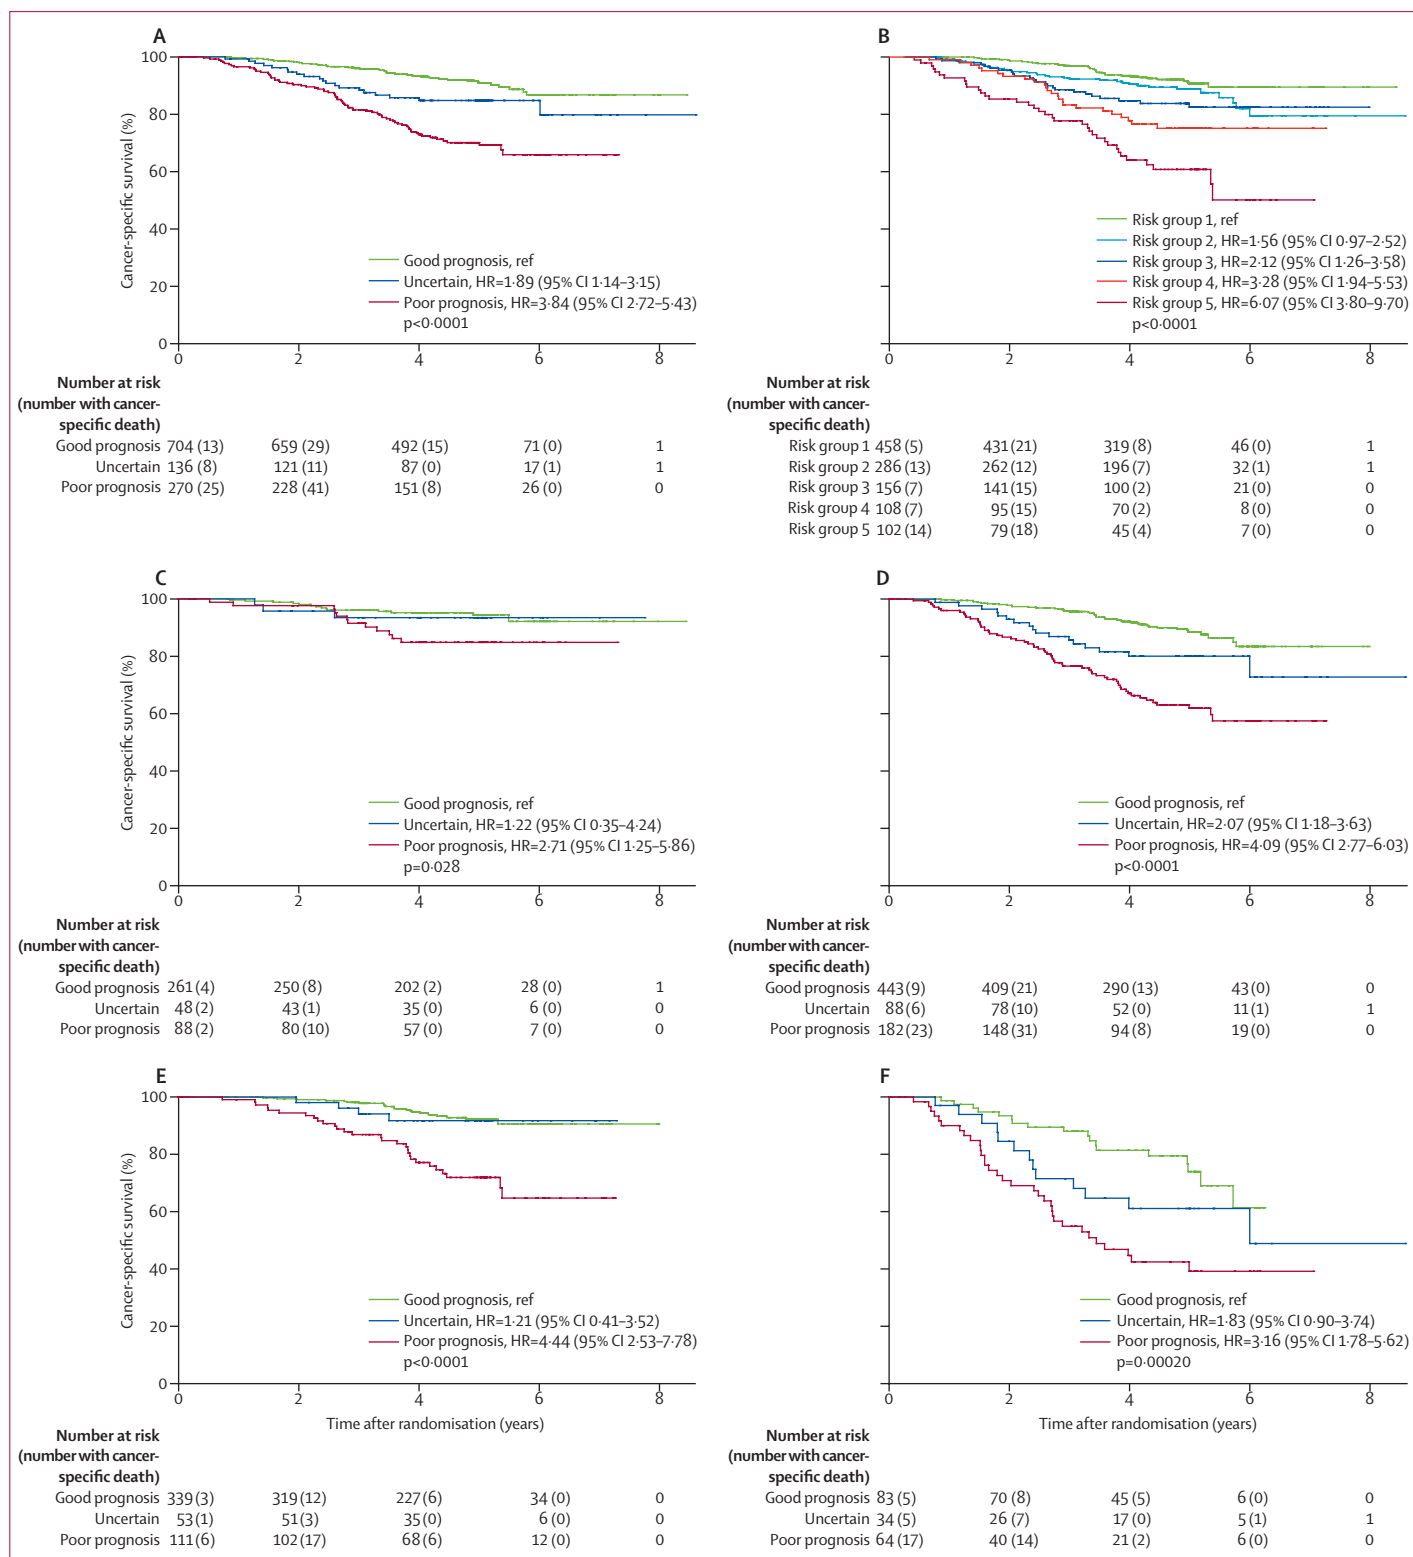 A
100
80
60
40
20
0
Cancer-specific survival (%)
Good prognosis, ref
Uncertain, HR=1·89 (95% CI 1·14–3·15)
Poor prognosis, HR=3·84 (95% CI 2·72–5·43)
p<0·0001
0 2 4 6 8
Number at risk
(number with cancer-
specific death)
Good prognosis 704 (13) 659 (29) 492 (15) 71 (0) 1
Uncertain 136 (8) 121 (11) 87 (0) 17 (1) 1
Poor prognosis 270 (25) 228 (41) 151 (8) 26 (0) 0
B
Risk group 1, ref
Risk group 2, HR=1·56 (95% CI 0·97–2·52)
Risk group 3, HR=2·12 (95% CI 1·26–3·58)
Risk group 4, HR=3·28 (95% CI 1·94–5·53)
Risk group 5, HR=6·07 (95% CI 3·80–9·70)
p<0·0001
0 2 4 6 8
Number at risk
(number with cancer-
specific death)
Risk group 1 458 (5) 431 (21) 319 (8) 46 (0) 1
Risk group 2 286 (13) 262 (12) 196 (7) 32 (1) 1
Risk group 3 156 (7) 141 (15) 100 (2) 21 (0) 0
Risk group 4 108 (7) 95 (15) 70 (2) 8 (0) 0
Risk group 5 102 (14) 79 (18) 45 (4) 7 (0) 0
C
100
80
60
40
20
0
Cancer-specific survival (%)
Good prognosis, ref
Uncertain, HR=1·22 (95% CI 0·35–4·24)
Poor prognosis, HR=2·71 (95% CI 1·25–5·86)
p=0·028
0 2 4 6 8
Number at risk
(number with cancer-
specific death)
Good prognosis 261 (4) 250 (8) 202 (2) 28 (0) 1
Uncertain 48 (2) 43 (1) 35 (0) 6 (0) 0
Poor prognosis 88 (2) 80 (10) 57 (0) 7 (0) 0
D
Good prognosis, ref
Uncertain, HR=2·07 (95% CI 1·18–3·63)
Poor prognosis, HR=4·09 (95% CI 2·77–6·03)
p<0·0001
0 2 4 6 8
Number at risk
(number with cancer-
specific death)
Good prognosis 443 (9) 409 (21) 290 (13) 43 (0) 0
Uncertain 88 (6) 78 (10) 52 (0) 11 (1) 1
Poor prognosis 182 (23) 148 (31) 94 (8) 19 (0) 0
E
100
80
60
40
20
0
Cancer-specific survival (%)
Good prognosis, ref
Uncertain, HR=1·21 (95% CI 0·41–3·52)
Poor prognosis, HR=4·44 (95% CI 2·53–7·78)
p<0·0001
0 2 4 6 8
Time after randomisation (years)
Number at risk
(number with cancer-
specific death)
Good prognosis 339 (3) 319 (12) 227 (6) 34 (0) 0
Uncertain 53 (1) 51 (3) 35 (0) 6 (0) 0
Poor prognosis 111 (6) 102 (17) 68 (6) 12 (0) 0
F
Good prognosis, ref
Uncertain, HR=1·83 (95% CI 0·90–3·74)
Poor prognosis, HR=3·16 (95% CI 1·78–5·62)
p=0·00020
0 2 4 6 8
Time after randomisation (years)
Number at risk
(number with cancer-
specific death)
Good prognosis 83 (5) 70 (8) 45 (5) 6 (0) 0
Uncertain 34 (5) 26 (7) 17 (0) 5 (1) 1
Poor prognosis 64 (17) 40 (14) 21 (2) 6 (0) 0